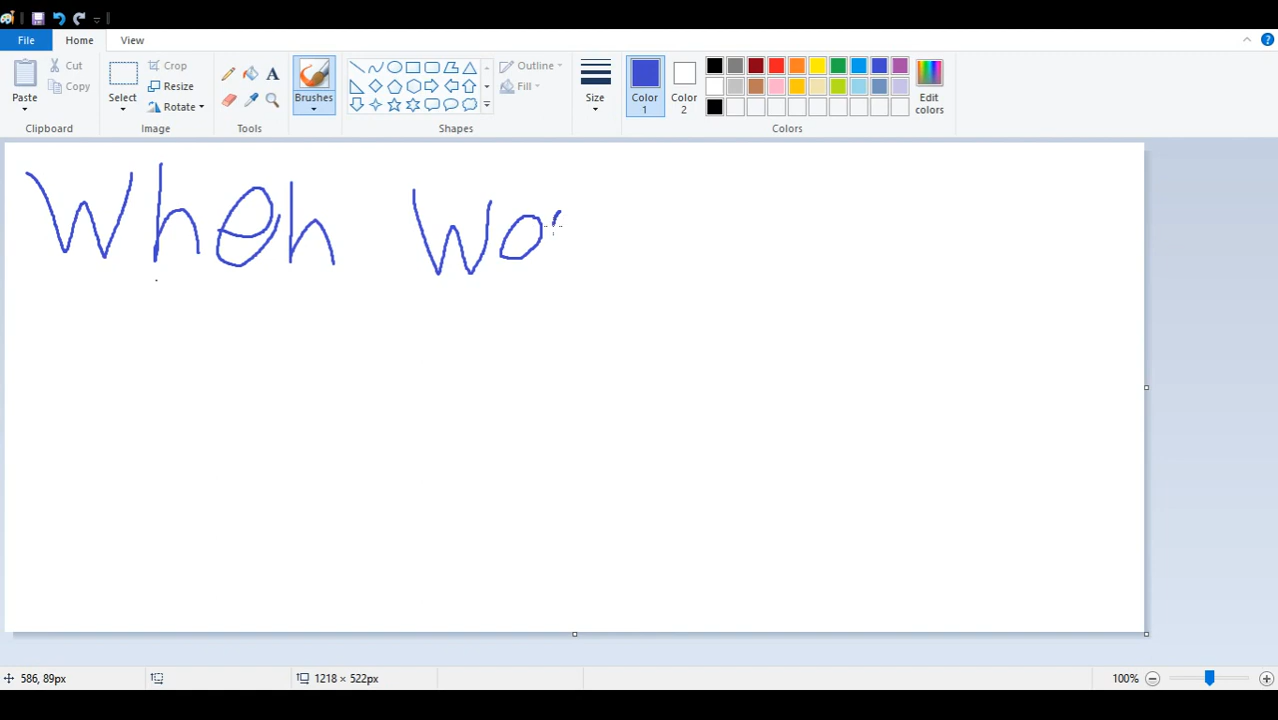 File Home View
Paste Cut Copy Select Crop Resize Rotate A Brushes Outline Fill Size Color 1 Color 2 Edit colors
Clipboard Image Tools Shapes Colors
When Wo
586, 89px 1218 × 522px 100%